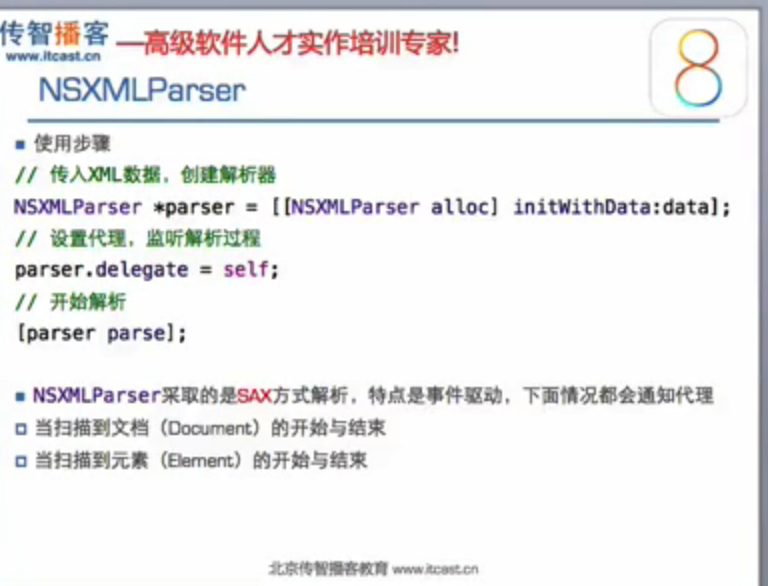 传智播客 —高级软件人才实作培训专家!
www.itcast.cn
NSXMLParser
8
使用步骤
// 传入XML数据，创建解析器
NSXMLParser *parser = [[NSXMLParser alloc] initWithData:data];
// 设置代理，监听解析过程
parser.delegate = self;
// 开始解析
[parser parse];
NSXMLParser采取的是SAX方式解析，特点是事件驱动，下面情况都会通知代理
当扫描到文档（Document）的开始与结束
当扫描到元素（Element）的开始与结束
北京传智播客教育 www.itcast.cn